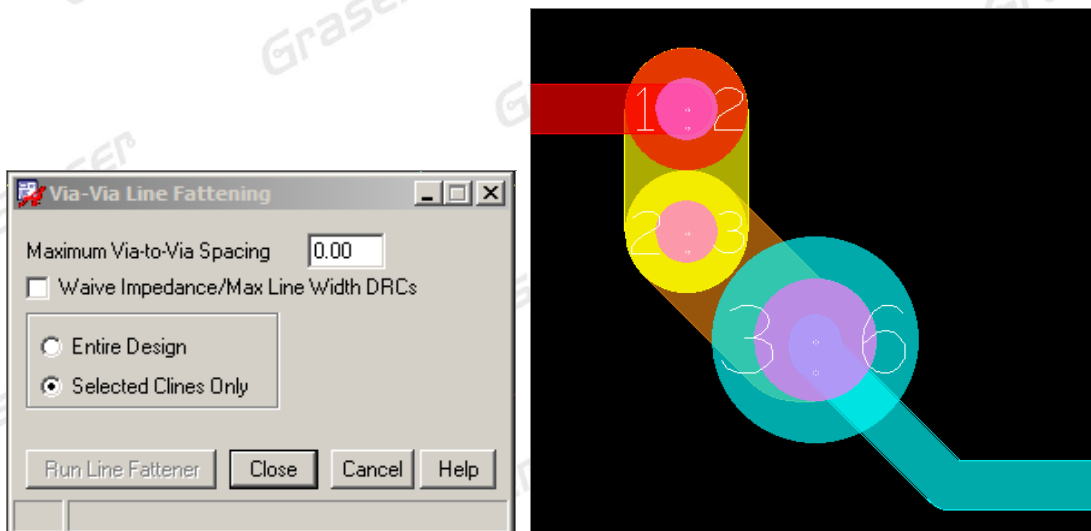 Graser
Via-Via Line Fattening
Maximum Via-to-Via Spacing 0.00
Waive Impedance/Max Line Width DRCs
Entire Design
Selected Clines Only
Run Line Fattener Close Cancel Help
1 2
2 3
3 6